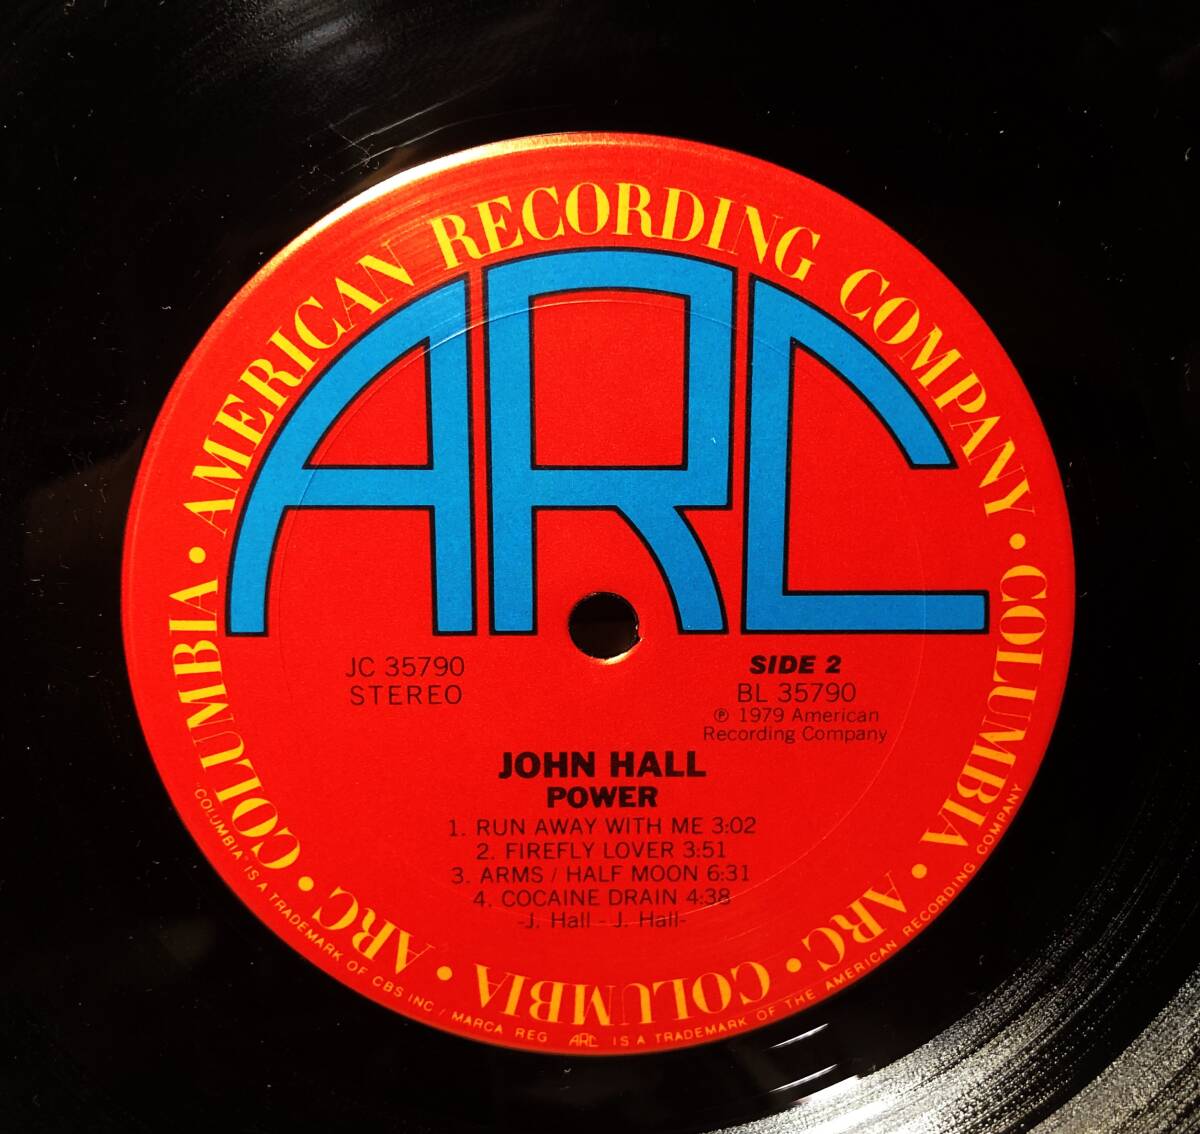 AMERICAN RECORDING COMPANY • COLUMBIA • ARC • COLUMBIA • ARC • COLUMBIA •
ARC
JC 35790
STEREO
SIDE 2
BL 35790
℗ 1979 American
Recording Company
JOHN HALL
POWER
1. RUN AWAY WITH ME 3:02
2. FIREFLY LOVER 3:51
3. ARMS / HALF MOON 6:31
4. COCAINE DRAIN 4:38
-J. Hall - J. Hall-
"COLUMBIA" IS A TRADEMARK OF CBS INC / MARCA REG ARC IS A TRADEMARK OF THE AMERICAN RECORDING COMPANY